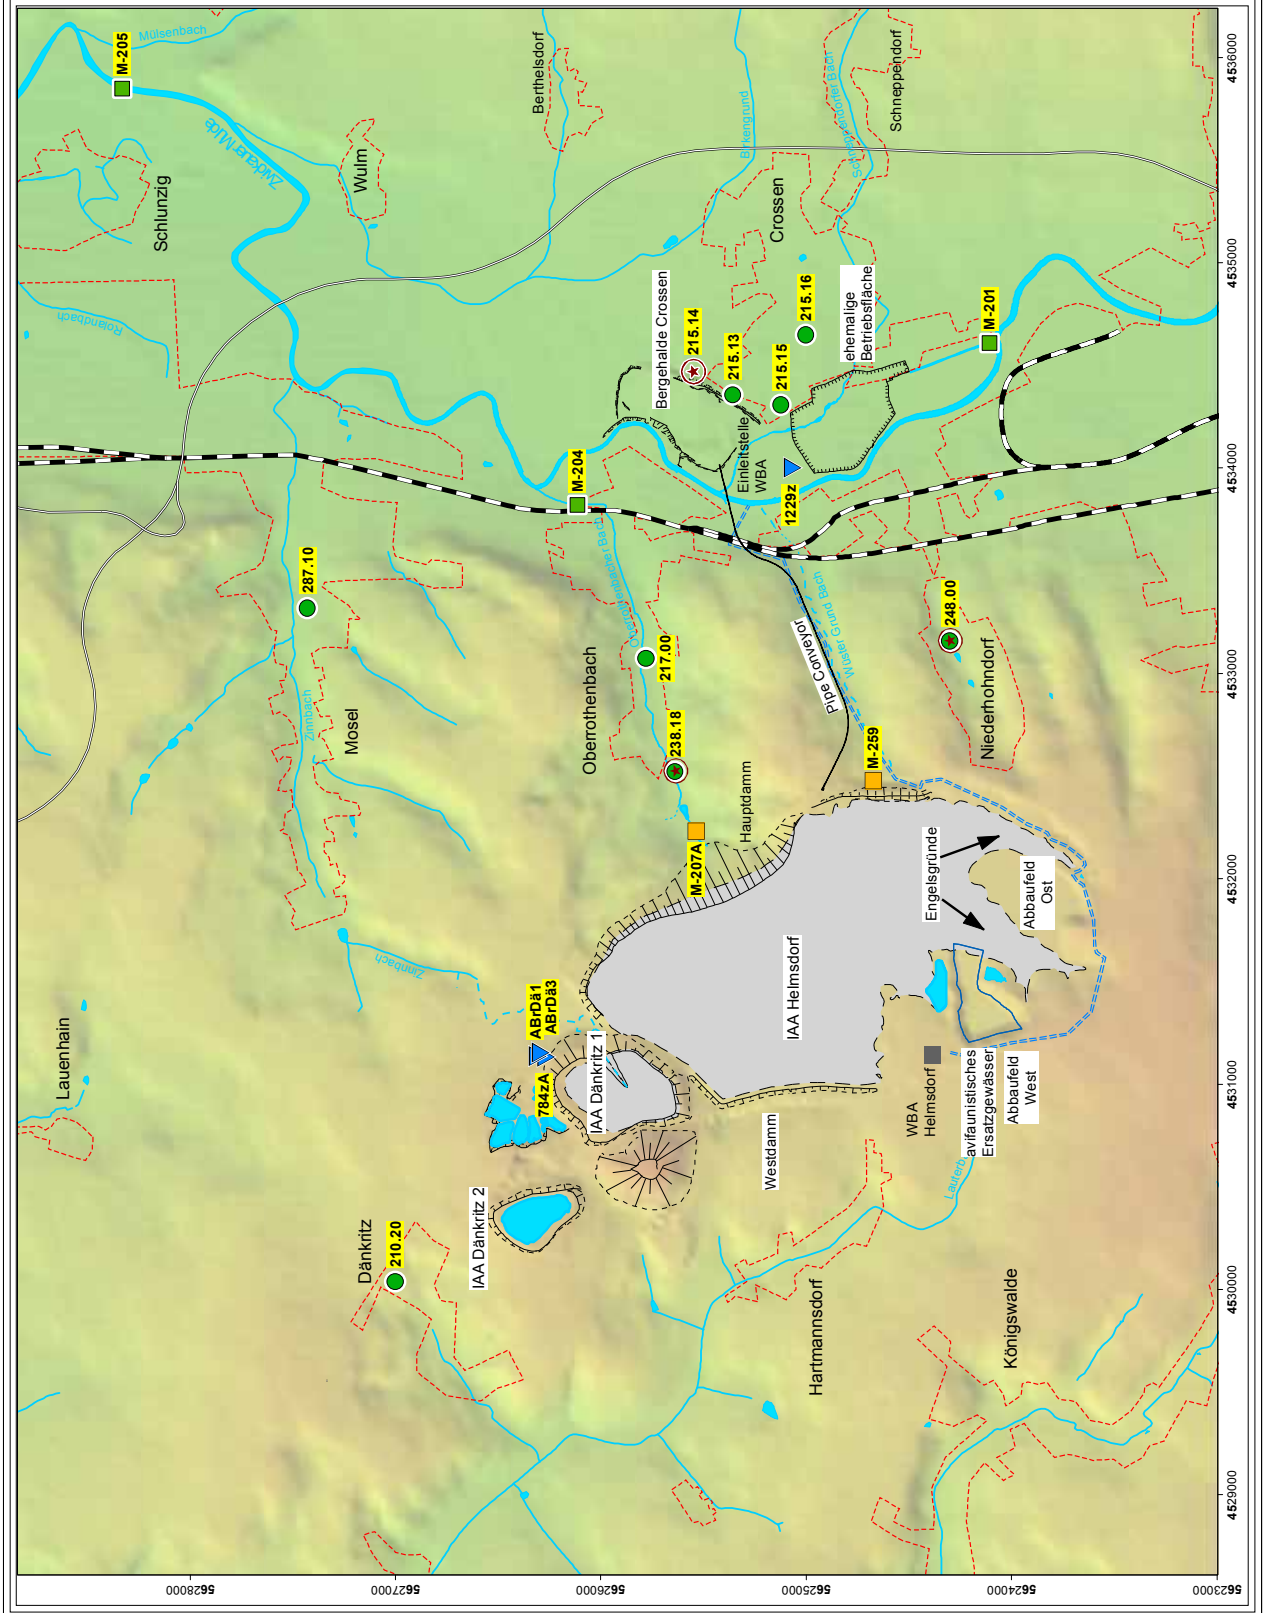 Mülsenbach
M-205
Zwickauer Mulde
Schlunzig
Wulm
Berthelsdorf
Birkengrund
Schneppendorfer Bach
Schneppendorf
Crossen
Rolandbach
Bergehalde Crossen
215.14
215.13
215.15
215.16
ehemalige
Betriebsfläche
M-201
M-204
Einleitstelle
WBA
1229z
287.10
Zinnbach
Mosel
Oberrothenbach
Oberrothenbacher Bach
217.00
238.18
Pipe Conveyor
Wüster Grund Bach
248.00
Niederhohndorf
M-259
M-207A
Hauptdamm
Engelsgründe
Abbaufeld
Ost
Zinnbach
Lauenhain
ABrDä1
ABrDä3
784zA
IAA Dänkritz 1
IAA Helmsdorf
WBA
Helmsdorf
avifaunistisches
Ersatzgewässer
Abbaufeld
West
Westdamm
IAA Dänkritz 2
Dänkritz
210.20
Lauterb
Hartmannsdorf
Königswalde
4536000
4535000
4534000
4533000
4532000
4531000
4530000
4529000
5628000
5627000
5626000
5625000
5624000
5623000